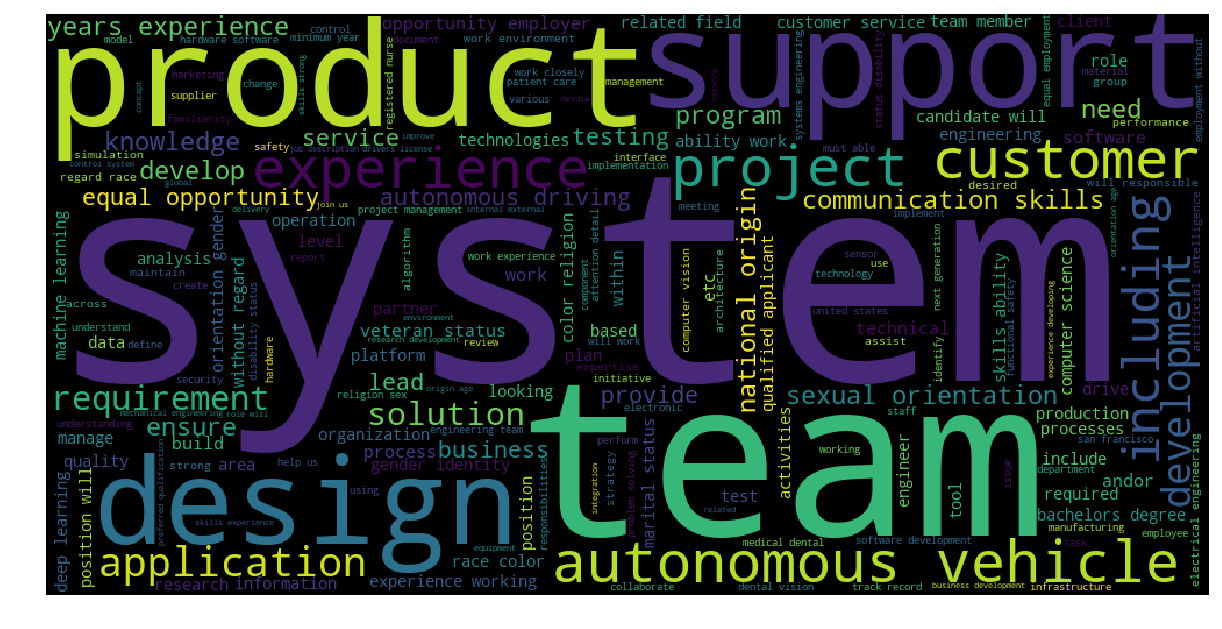 years experience
control
opportunity employer
related field
customer service
team member
client
model
hardware software
minimum year
document
work environment
product
support
marketing
change
skills strong
registered nurse
work closely
patient care
management
network
systems engineering
status disability
equal employment
role
material
group
employment without
concept
supplier
various
nvidia
familiarity
program
candidate will
need
performance
knowledge
service
improve
technologies
testing
ability work
engineering
software
simulation
safety
job description
drivers license
implementation
interface
must able
control system
regard race
develop
experience
project
customer
global
desired
will responsible
equal opportunity
join us
autonomous driving
communication skills
delivery
project management
internal external
meeting
implement
orientation age
operation
system
national origin
including
development
artificial intelligence
machine learning
analysis
maintain
orientation gender
level
report
algorithm
work experience
work
component
attention detail
within
etc
architecture
sensor
use
technology
next generation
skills ability
functional safety
computer science
experience developing
across
create
without regard
disability status
partner
environment
color religion
computer vision
qualified applicant
united states
understand
data
define
hardware
veteran status
research development
review
based
will work
technical
assist
identify
security
platform
expertise
plan
initiative
drive
requirement
lead
origin age
religion sex
looking
provide
electronic
sexual orientation
staff
production
processes
san francisco
mechanical engineering
role will
solution
understanding
ensure
manage
build
organization
engineering team
process
business
perform
marital status
activities
team
working
engineer
include
department
quality
strong
area
help us
gender identity
strategy
problem solving
integration
test
tool
issue
andor
required
electrical engineering
deep learning
position will
design
preferred qualification
using
skills experience
position
responsibilities
related
bachelors degree
manufacturing
application
race color
equipment
medical dental
software development
task
employee
autonomous vehicle
research
information
experience working
collaborate
dental vision
track record
business development
infrastructure